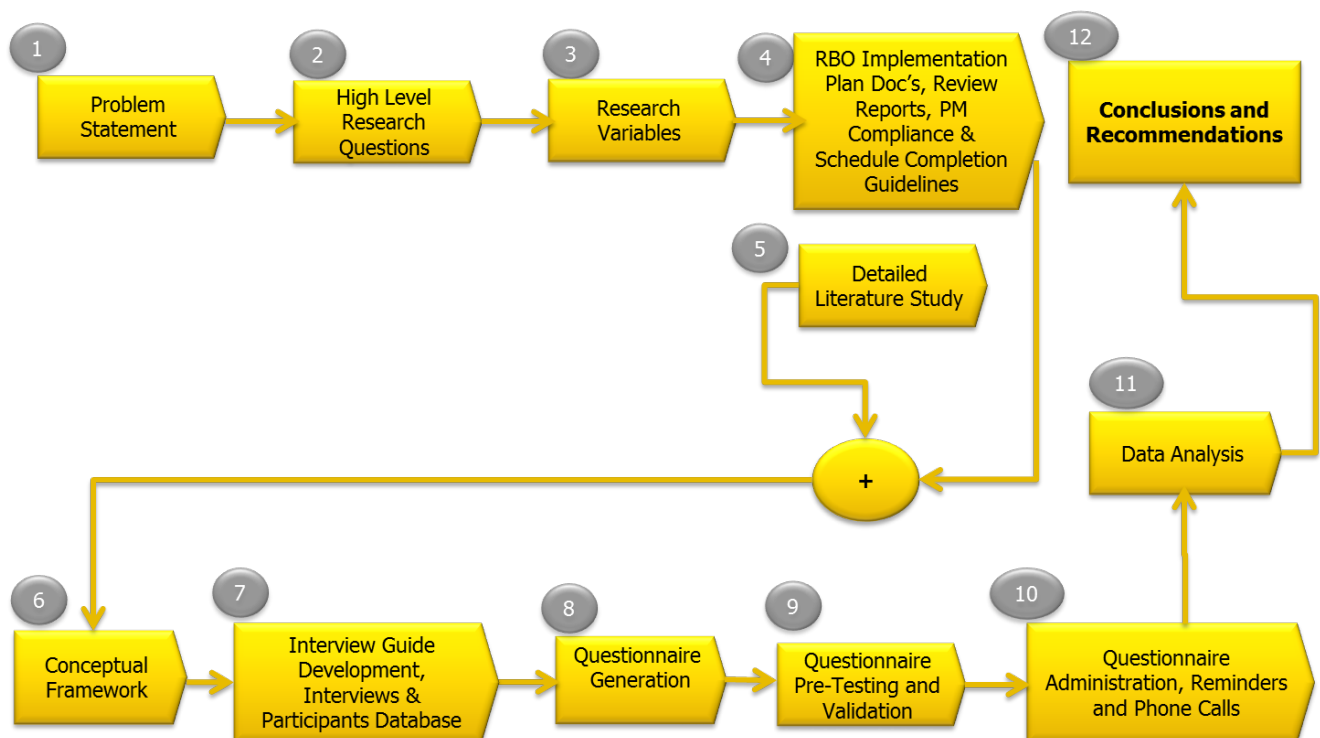 1
Problem
Statement
2
High Level
Research
Questions
3
Research
Variables
4
RBO Implementation
Plan Doc’s, Review
Reports, PM
Compliance &
Schedule Completion
Guidelines
5
Detailed
Literature Study
+
6
Conceptual
Framework
7
Interview Guide
Development,
Interviews &
Participants Database
8
Questionnaire
Generation
9
Questionnaire
Pre-Testing and
Validation
10
Questionnaire
Administration, Reminders
and Phone Calls
11
Data Analysis
12
Conclusions and
Recommendations